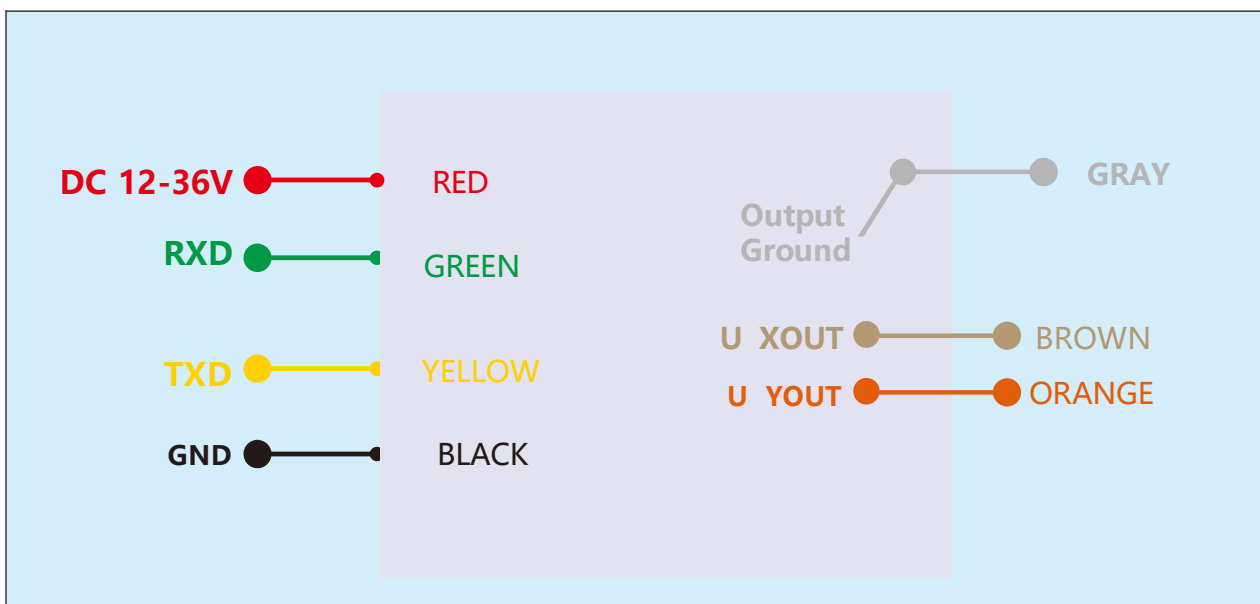 DC 12-36V RED
RXD GREEN
TXD YELLOW
GND BLACK
Output
Ground
GRAY
U XOUT BROWN
U YOUT ORANGE